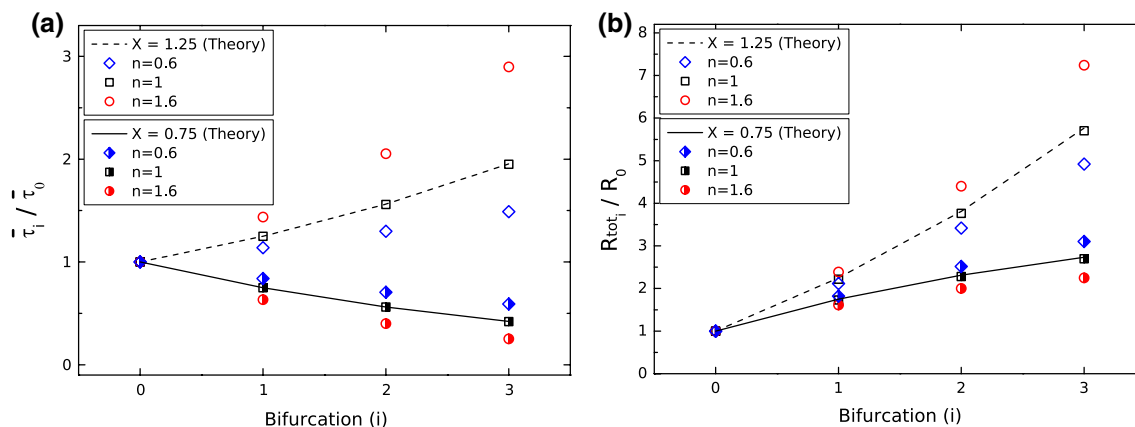 (a)
X = 1.25 (Theory)
n=0.6
n=1
n=1.6
X = 0.75 (Theory)
n=0.6
n=1
n=1.6
3
2
1
0
τ̄ᵢ / τ̄₀
0 1 2 3
Bifurcation (i)
(b)
X = 1.25 (Theory)
n=0.6
n=1
n=1.6
X = 0.75 (Theory)
n=0.6
n=1
n=1.6
8
7
6
5
4
3
2
1
0
Rtotᵢ / R₀
0 1 2 3
Bifurcation (i)